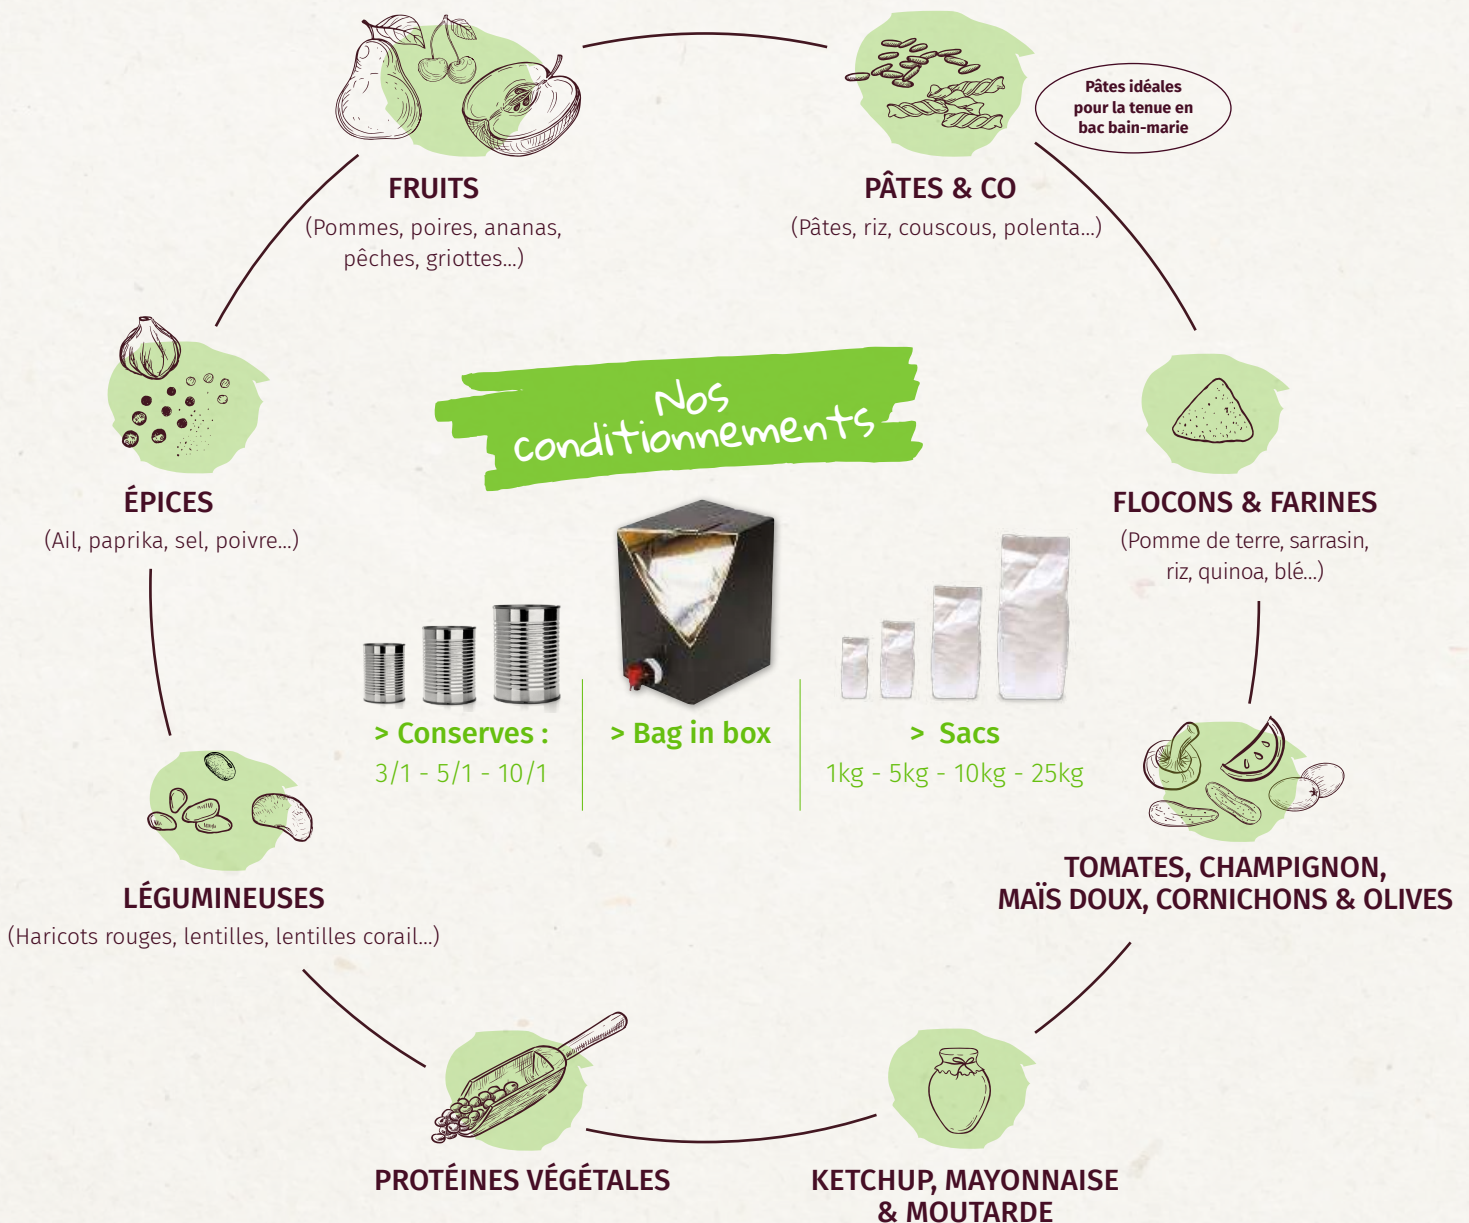 Pâtes idéales
pour la tenue en
bac bain-marie
FRUITS
(Pommes, poires, ananas,
pêches, griottes...)
PÂTES & CO
(Pâtes, riz, couscous, polenta...)
Nos
conditionnements
ÉPICES
(Ail, paprika, sel, poivre...)
FLOCONS & FARINES
(Pomme de terre, sarrasin,
riz, quinoa, blé...)
> Conserves :
3/1 - 5/1 - 10/1
> Bag in box
> Sacs
1kg - 5kg - 10kg - 25kg
LÉGUMINEUSES
(Haricots rouges, lentilles, lentilles corail...)
TOMATES, CHAMPIGNON,
MAÏS DOUX, CORNICHONS & OLIVES
PROTÉINES VÉGÉTALES
KETCHUP, MAYONNAISE
& MOUTARDE